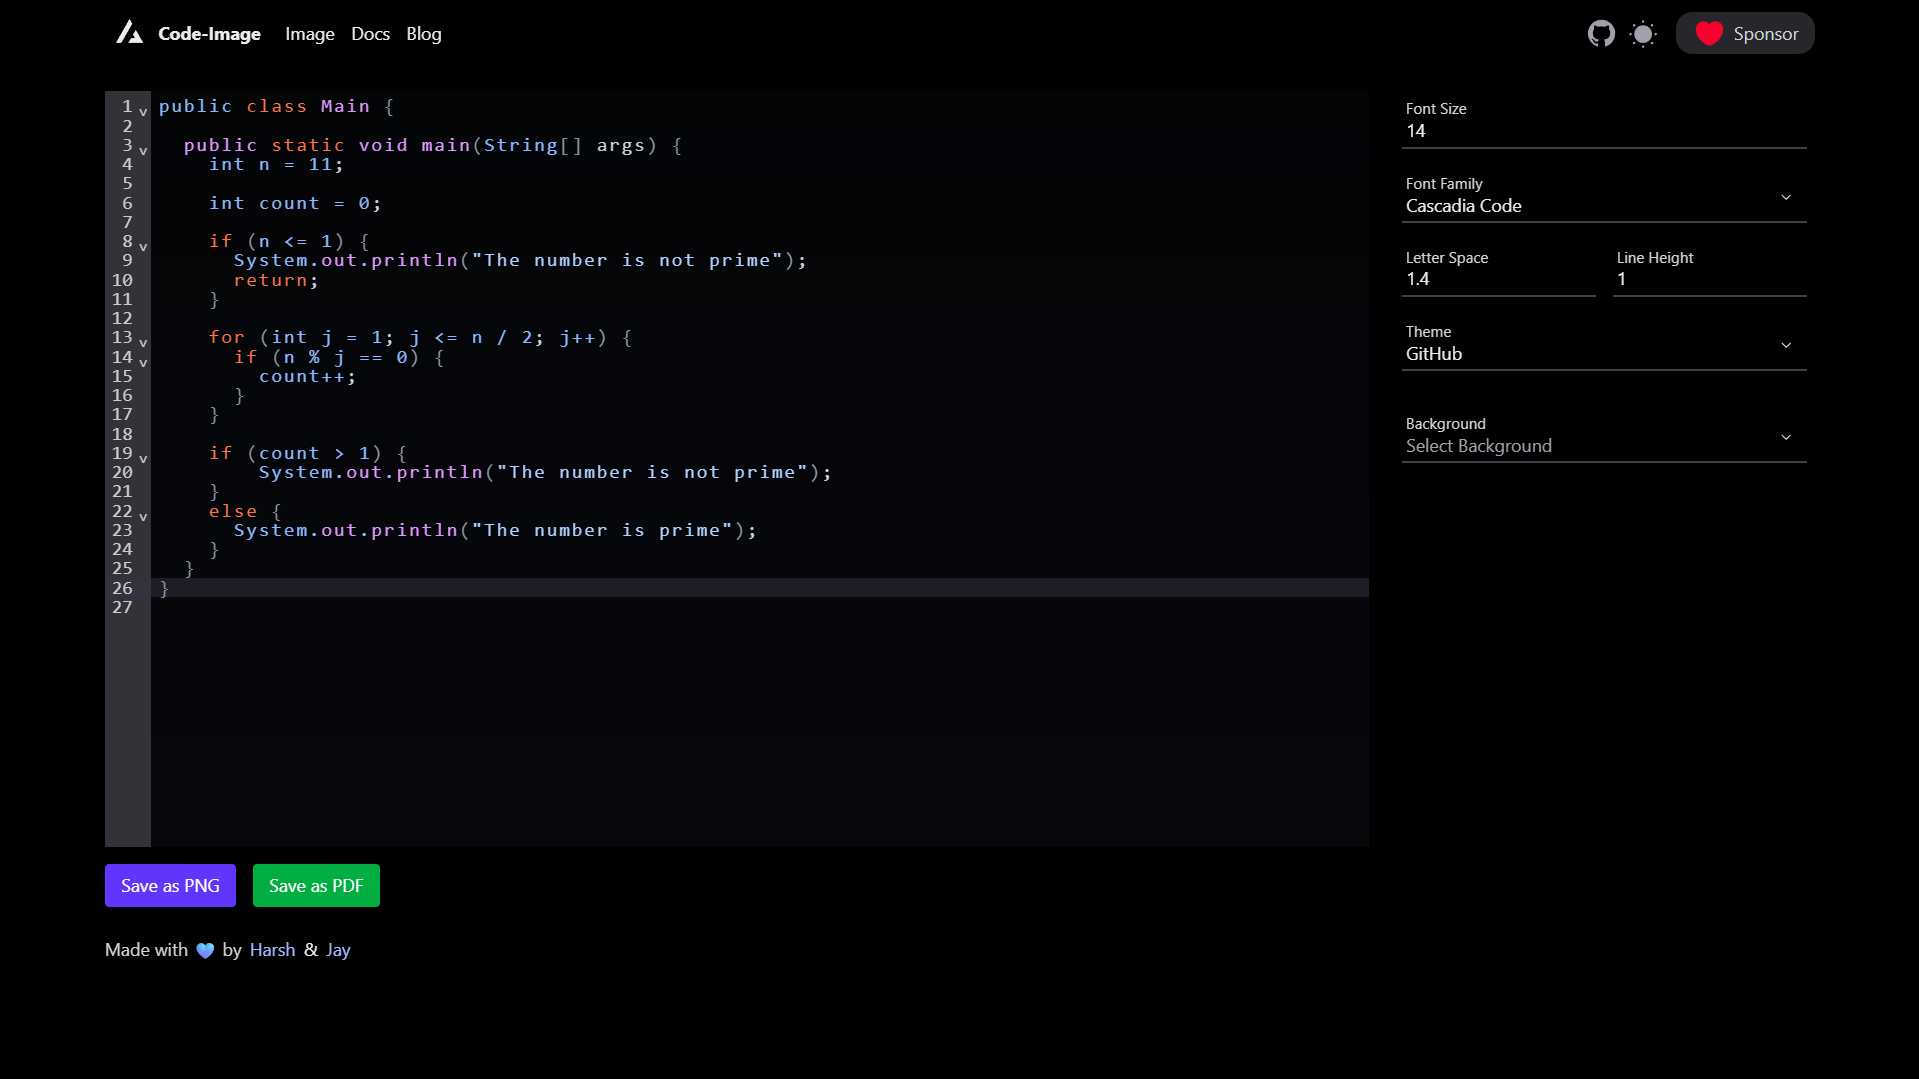 Code-Image Image Docs Blog Sponsor
1 public class Main {
2
3   public static void main(String[] args) {
4     int n = 11;
5
6     int count = 0;
7
8     if (n <= 1) {
9       System.out.println("The number is not prime");
10       return;
11     }
12
13     for (int j = 1; j <= n / 2; j++) {
14       if (n % j == 0) {
15         count++;
16       }
17     }
18
19     if (count > 1) {
20         System.out.println("The number is not prime");
21     }
22     else {
23       System.out.println("The number is prime");
24     }
25   }
26 }
27
Font Size
14
Font Family
Cascadia Code
Letter Space Line Height
1.4 1
Theme
GitHub
Background
Select Background
Save as PNG Save as PDF
Made with 💙 by Harsh & Jay